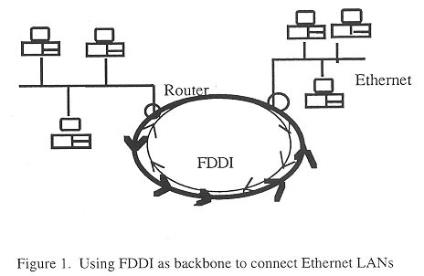 Router
Ethernet
FDDI
Figure 1. Using FDDI as backbone to connect Ethernet LANs